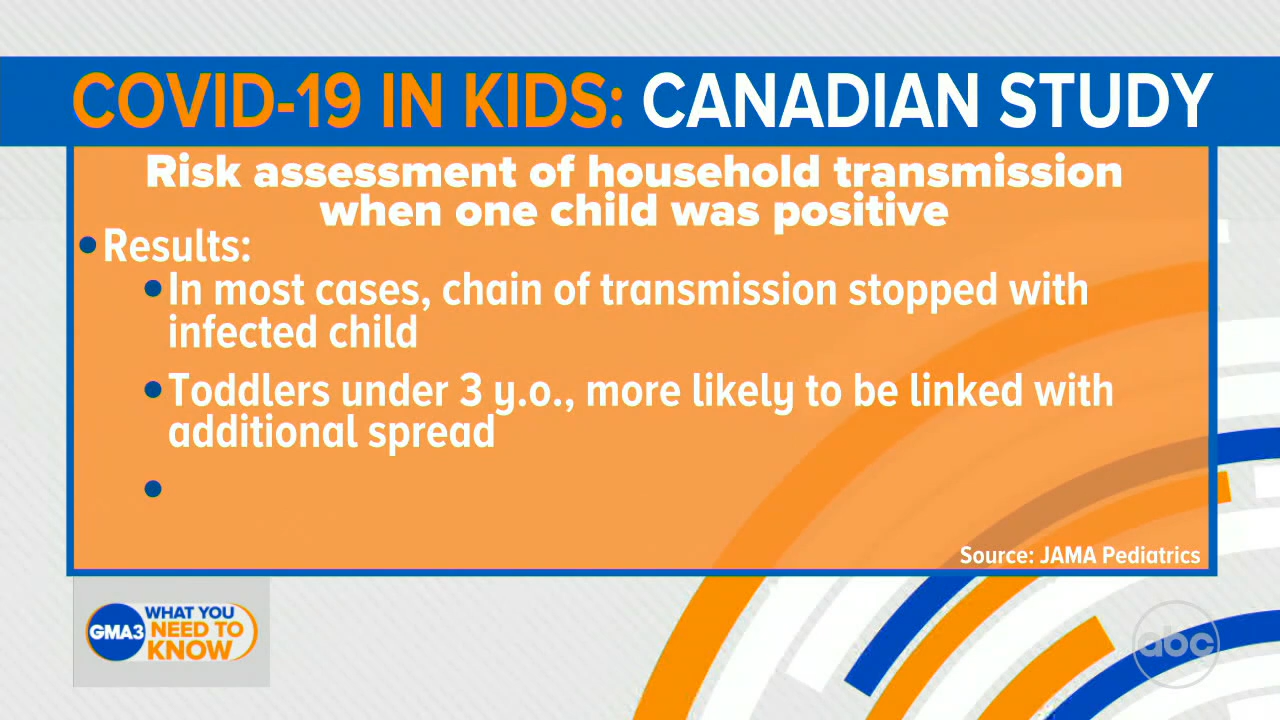 COVID-19 IN KIDS: CANADIAN STUDY
Risk assessment of household transmission
when one child was positive
• Results:
• In most cases, chain of transmission stopped with
infected child
• Toddlers under 3 y.o., more likely to be linked with
additional spread
•
Source: JAMA Pediatrics
GMA3 WHAT YOU
NEED TO
KNOW
abc